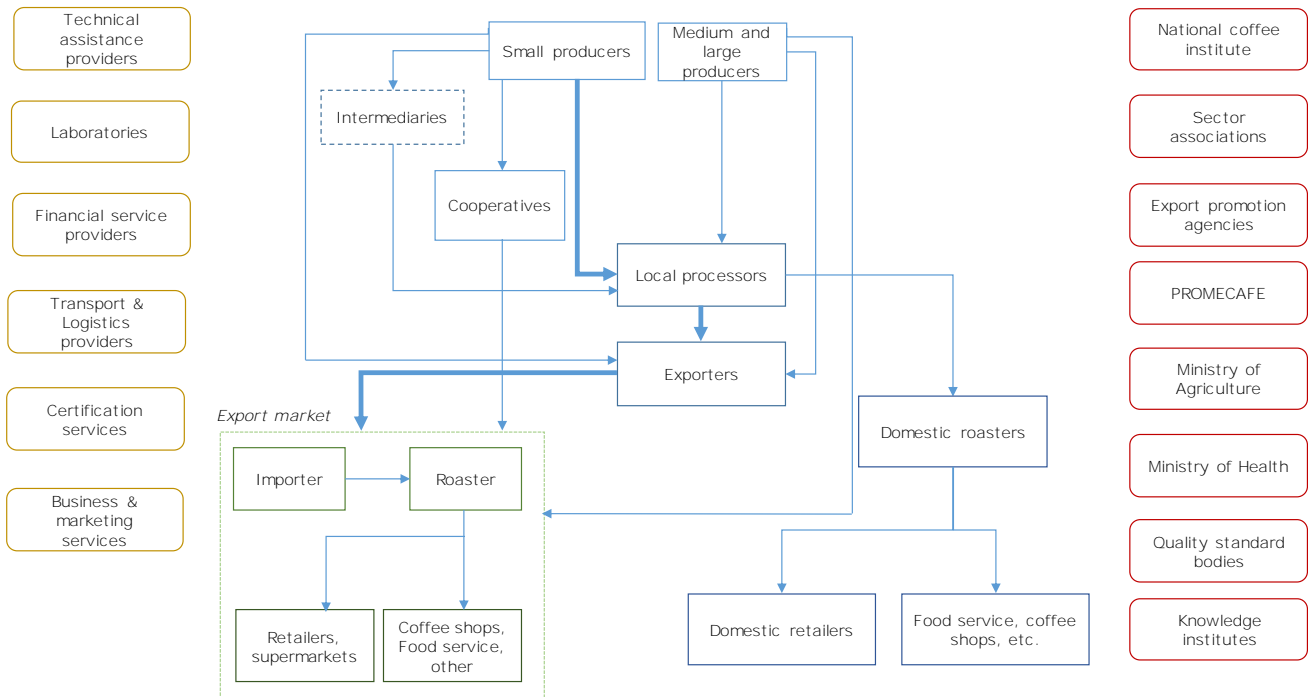 Technical
assistance
providers
Laboratories
Financial service
providers
Transport &
Logistics
providers
Certification
services
Business &
marketing
services
Small producers
Medium and
large
producers
Intermediaries
Cooperatives
Local processors
Exporters
Export market
Importer
Roaster
Retailers,
supermarkets
Coffee shops,
Food service,
other
Domestic roasters
Domestic retailers
Food service, coffee
shops, etc.
National coffee
institute
Sector
associations
Export promotion
agencies
PROMECAFE
Ministry of
Agriculture
Ministry of Health
Quality standard
bodies
Knowledge
institutes